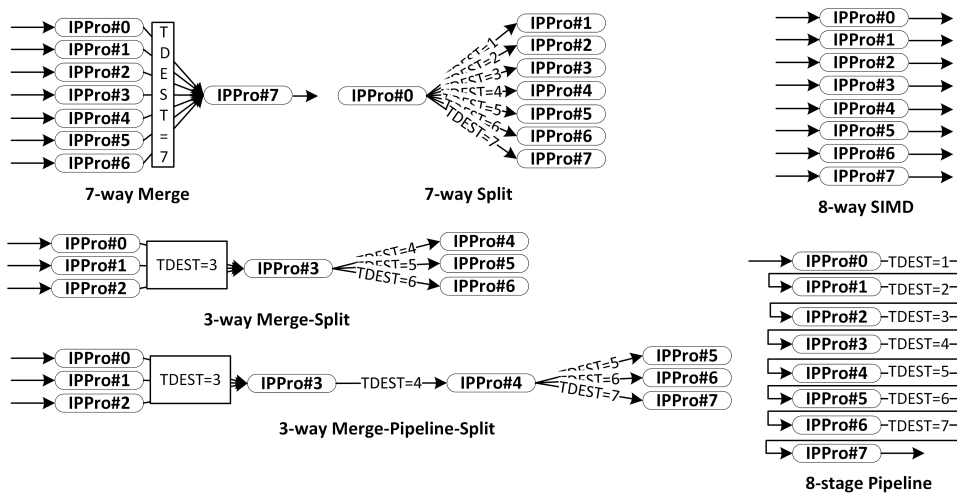 IPPro#0
IPPro#1
IPPro#2
IPPro#3
IPPro#4
IPPro#5
IPPro#6
T
D
E
S
T
=
7
IPPro#7
7-way Merge
IPPro#0
TDEST=7
IPPro#1
IPPro#2
IPPro#3
IPPro#4
IPPro#5
IPPro#6
IPPro#7
7-way Split
IPPro#0
IPPro#1
IPPro#2
IPPro#3
IPPro#4
IPPro#5
IPPro#6
IPPro#7
8-way SIMD
IPPro#0
IPPro#1
IPPro#2
TDEST=3
IPPro#3
TDEST=6
IPPro#4
IPPro#5
IPPro#6
3-way Merge-Split
IPPro#0
IPPro#1
IPPro#2
TDEST=3
IPPro#3
TDEST=4
IPPro#4
TDEST=7
IPPro#5
IPPro#6
IPPro#7
3-way Merge-Pipeline-Split
IPPro#0 TDEST=1
IPPro#1 TDEST=2
IPPro#2 TDEST=3
IPPro#3 TDEST=4
IPPro#4 TDEST=5
IPPro#5 TDEST=6
IPPro#6 TDEST=7
IPPro#7
8-stage Pipeline